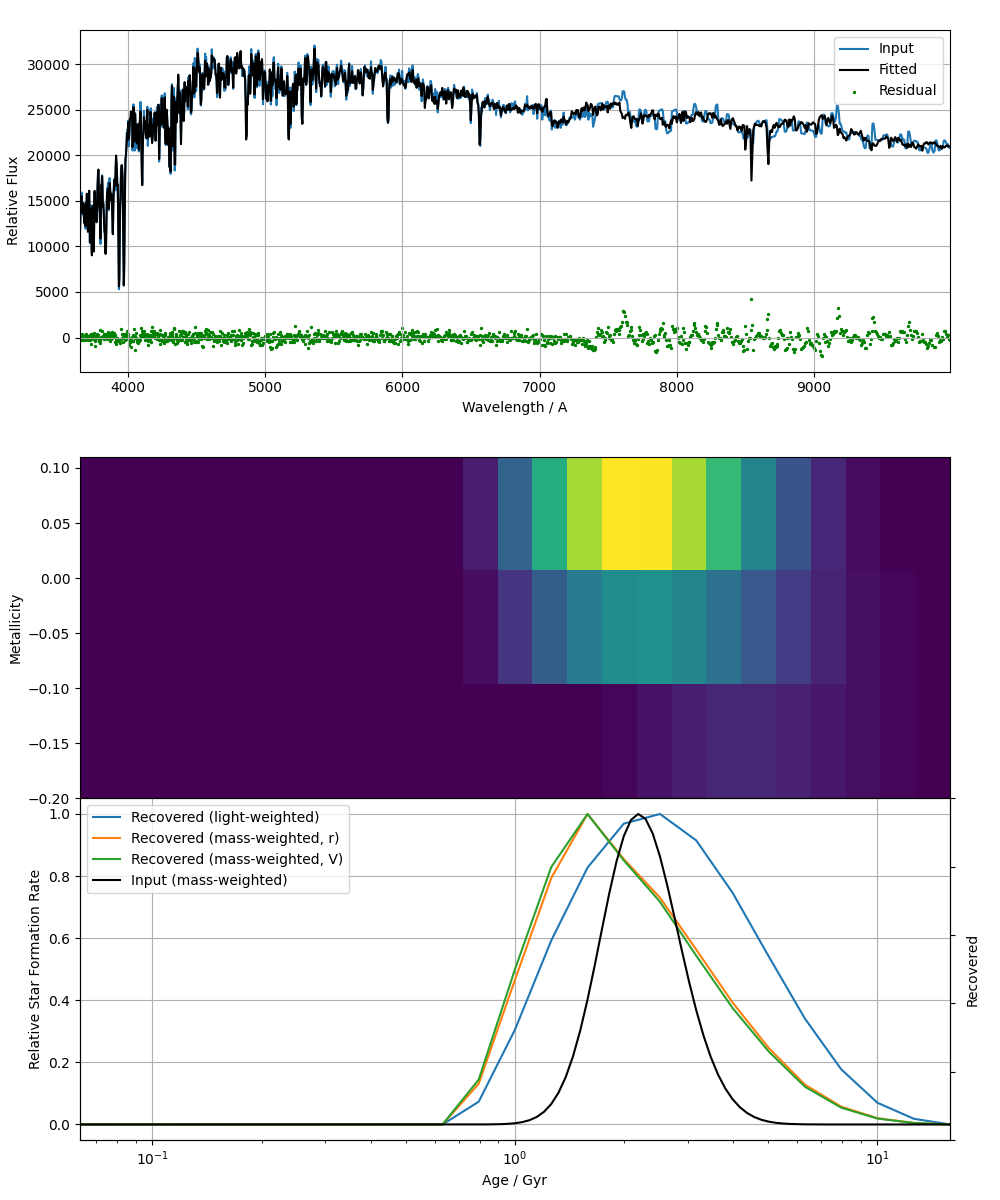 30000
25000
20000
15000
10000
5000
0
Relative Flux
Input
Fitted
Residual
4000 5000 6000 7000 8000 9000
Wavelength / A
0.10
0.05
0.00
−0.05
−0.10
−0.15
−0.20
Metallicity
1.0
0.8
0.6
0.4
0.2
0.0
Relative Star Formation Rate
Recovered (light-weighted)
Recovered (mass-weighted, r)
Recovered (mass-weighted, V)
Input (mass-weighted)
Recovered
10⁻¹ 10⁰ 10¹
Age / Gyr